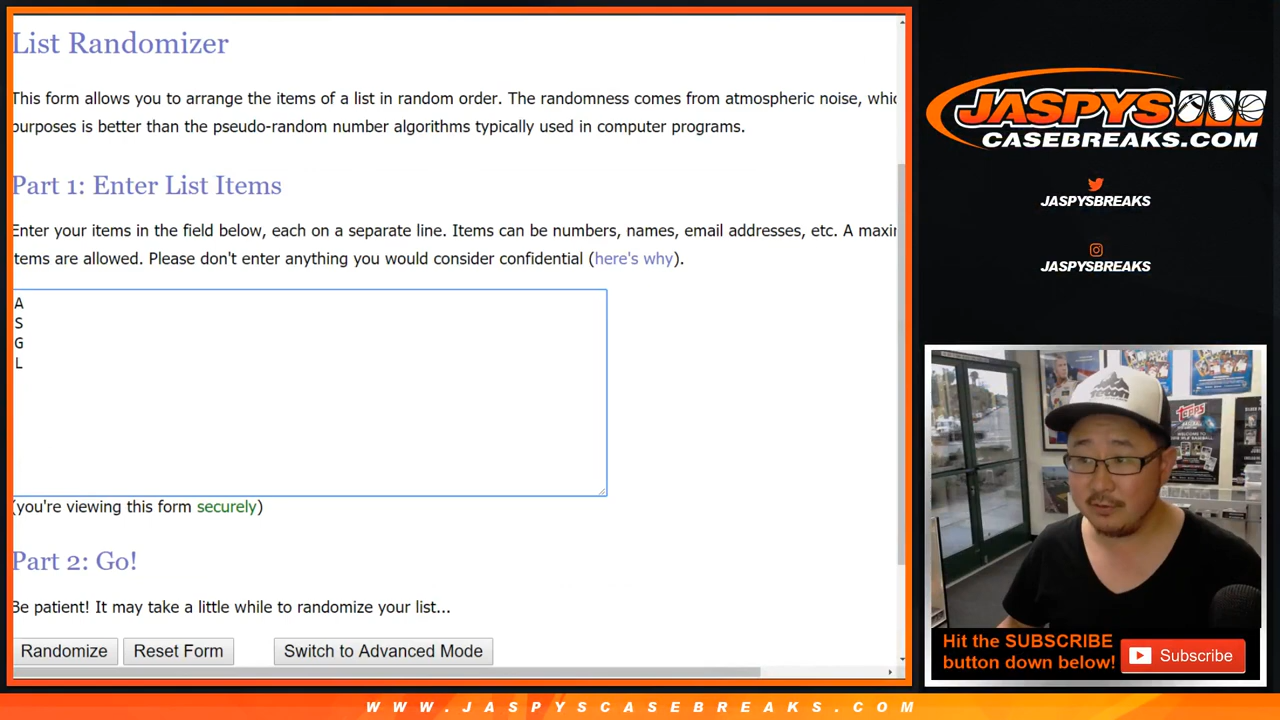 List Randomizer
This form allows you to arrange the items of a list in random order. The randomness comes from atmospheric noise, whic
purposes is better than the pseudo-random number algorithms typically used in computer programs.
Part 1: Enter List Items
Enter your items in the field below, each on a separate line. Items can be numbers, names, email addresses, etc. A maxin
items are allowed. Please don't enter anything you would consider confidential (here's why).
A
S
G
L
(you're viewing this form securely)
Part 2: Go!
Be patient! It may take a little while to randomize your list...
Randomize
Reset Form
Switch to Advanced Mode
JASPYS
CASEBREAKS.COM
JASPYSBREAKS
JASPYSBREAKS
topps
Hit the SUBSCRIBE
button down below!
Subscribe
WWW.JASPYSCASEBREAKS.COM